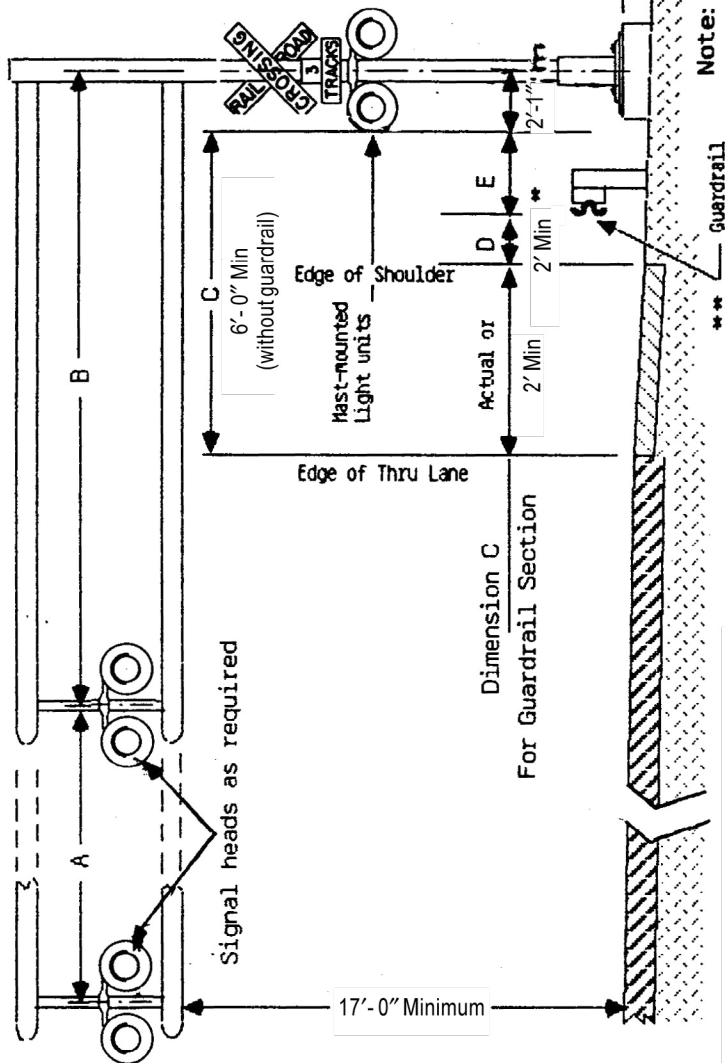 RAIL ROAD
CROSSING
3
TRACKS
A
B
C
6'-0" Min
(without guardrail)
Signal heads as required
Mast-mounted
Light units
Edge of Shoulder
Edge of Thru Lane
2'-1"
E
D
2' Min *
Actual or
2' Min
Dimension C
For Guardrail Section
17'-0" Minimum
** Guardrail
Note: